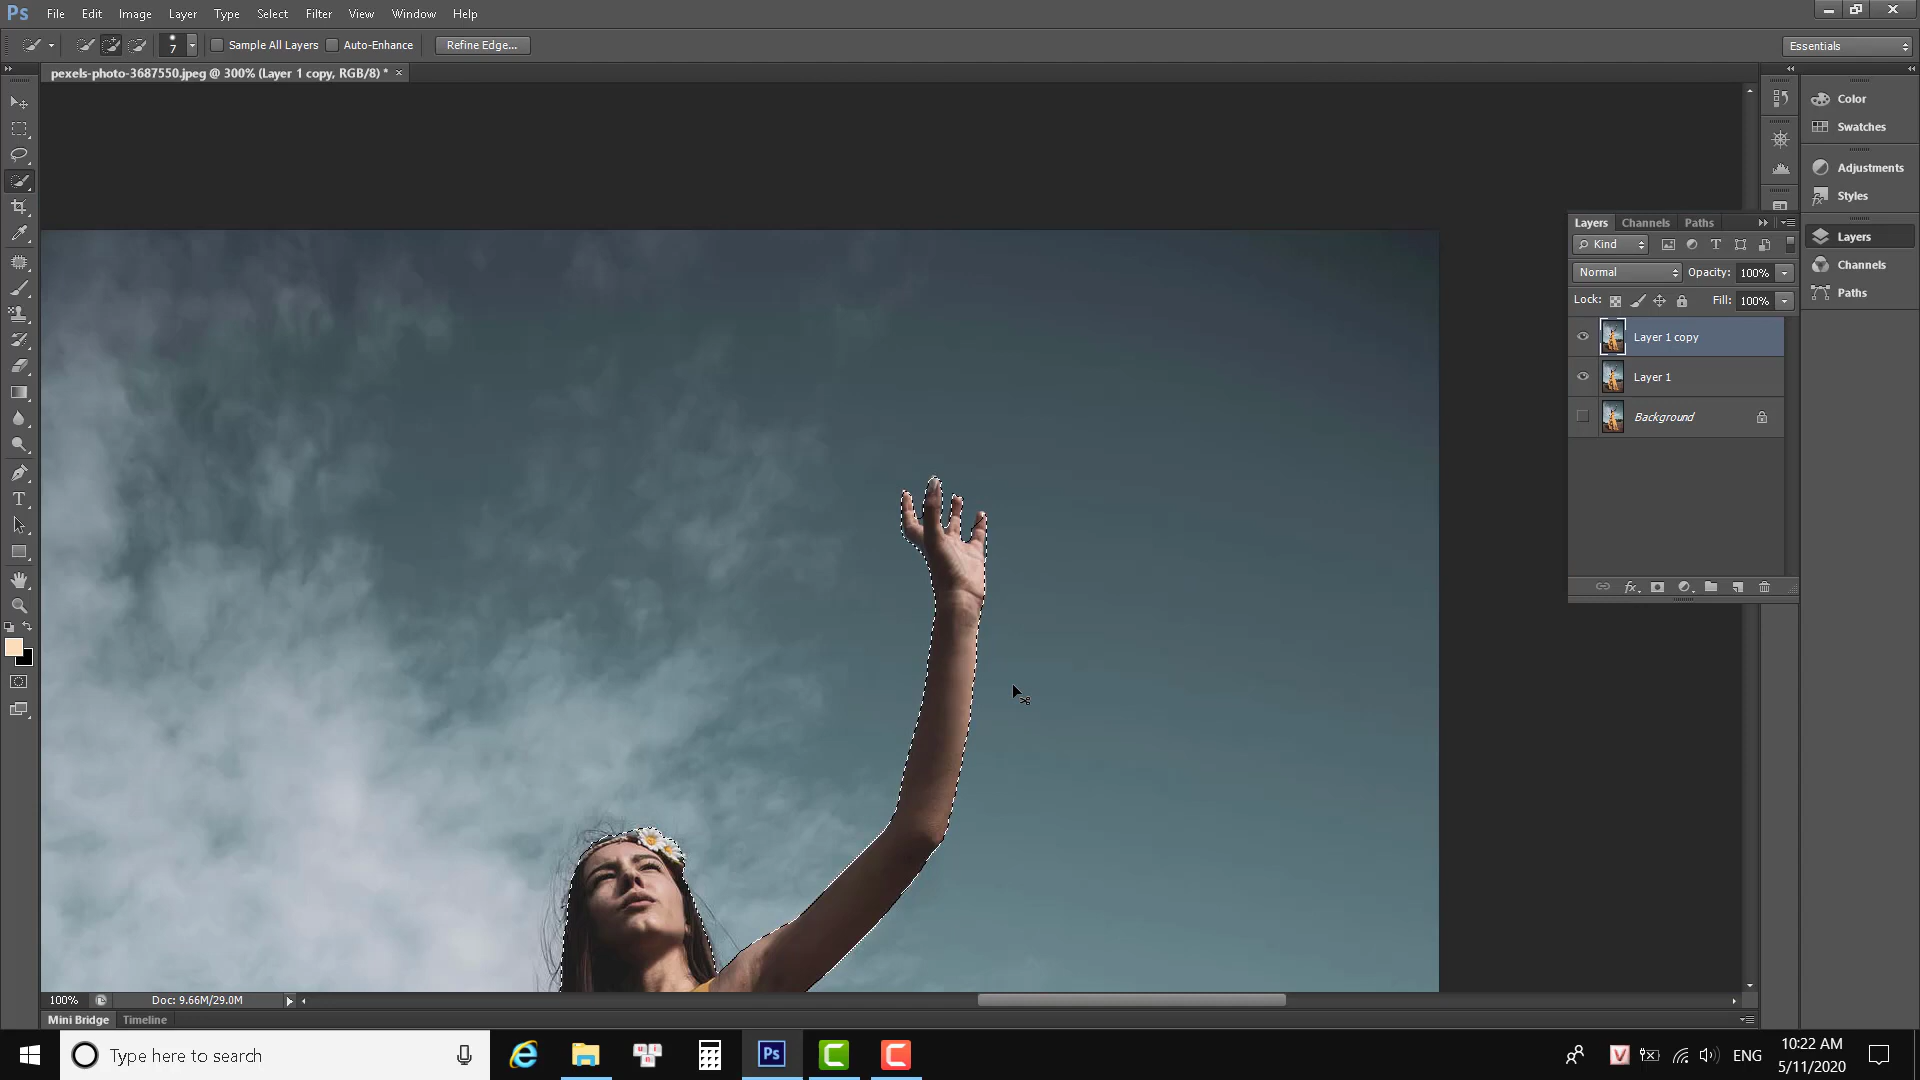 Ps File Edit Image Layer Type Select Filter View Window Help
7 Sample All Layers Auto-Enhance Refine Edge... Essentials
pexels-photo-3687550.jpeg @ 300% (Layer 1 copy, RGB/8) * ×
Color
Swatches
Adjustments
Styles
Layers
Channels
Paths
Layers Channels Paths
Kind
Normal Opacity: 100%
Lock: Fill: 100%
Layer 1 copy
Layer 1
Background
100% Doc: 9.66M/29.0M
Mini Bridge Timeline
Type here to search
Ps
ENG
10:22 AM
5/11/2020